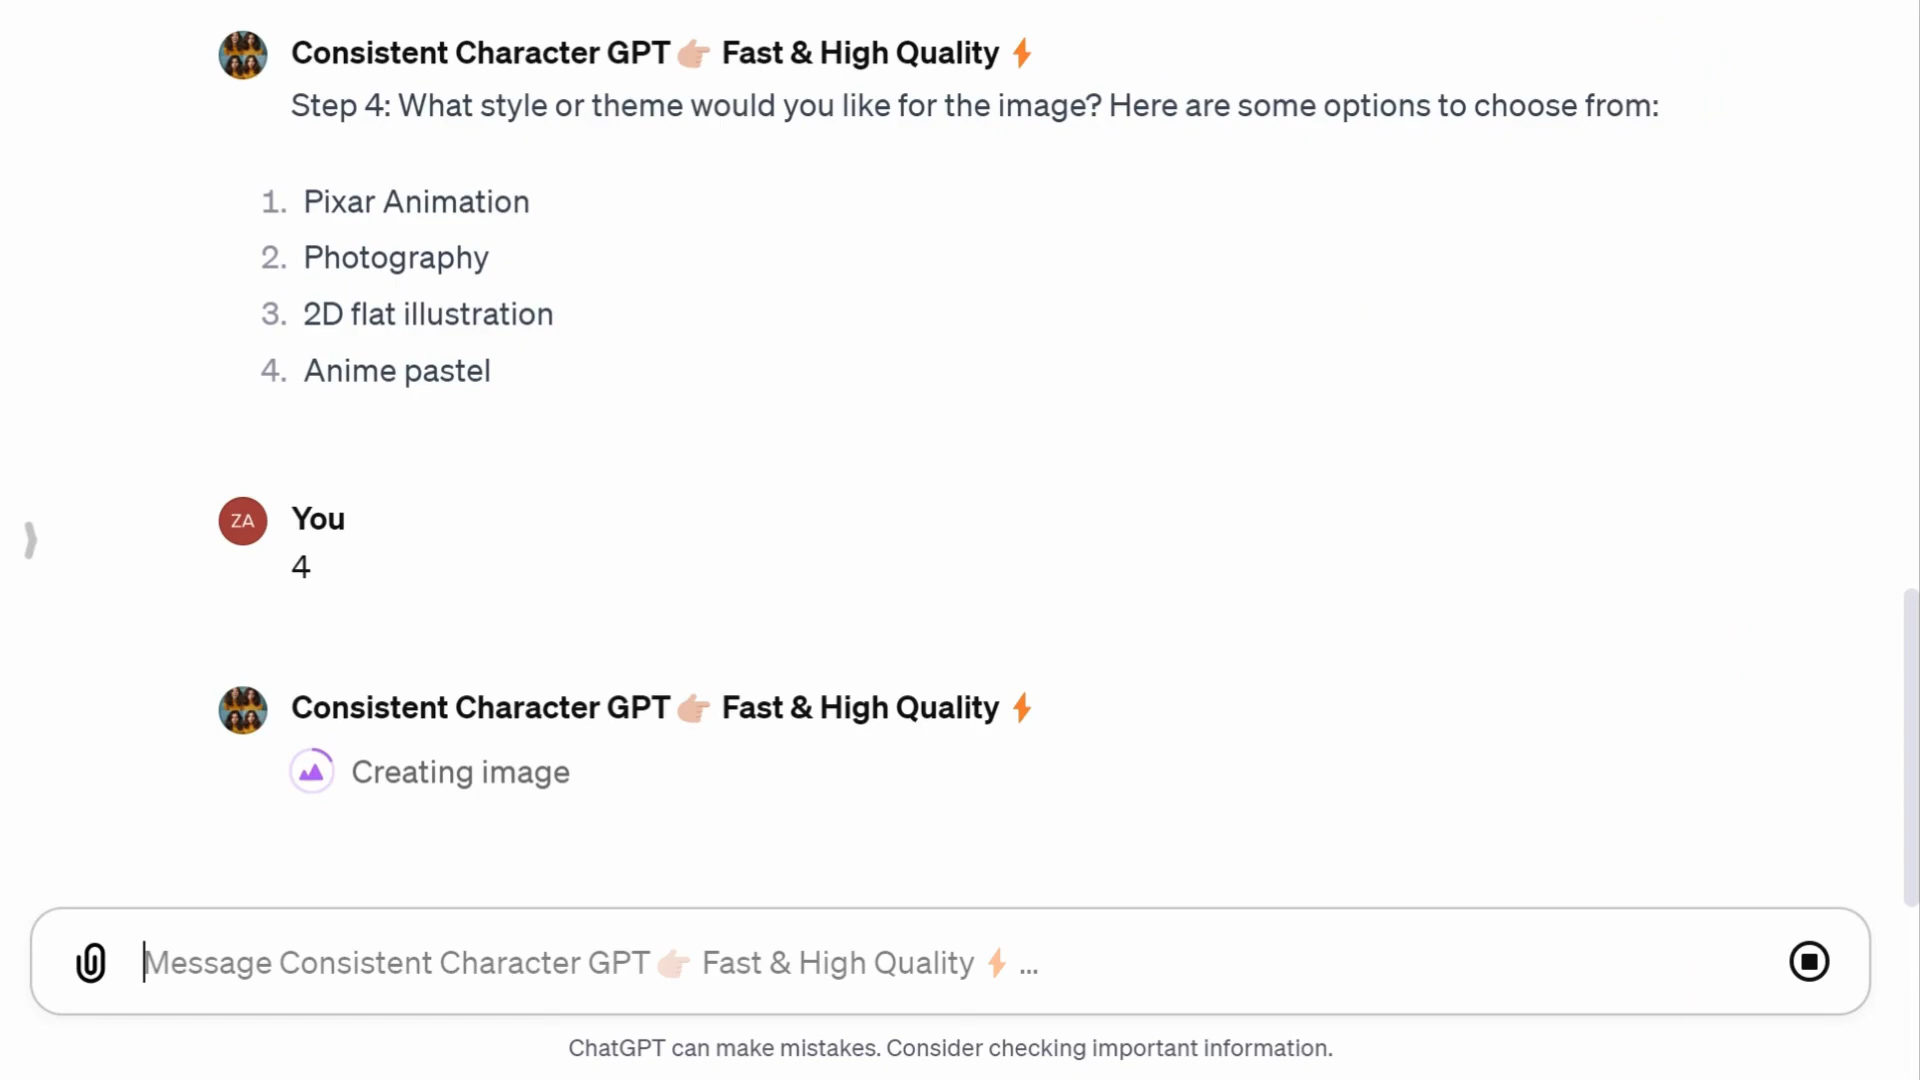 Consistent Character GPT 👉🏼 Fast & High Quality ⚡
Step 4: What style or theme would you like for the image? Here are some options to choose from:
1. Pixar Animation
2. Photography
3. 2D flat illustration
4. Anime pastel
ZA You
4
Consistent Character GPT 👉🏼 Fast & High Quality ⚡
Creating image
Message Consistent Character GPT 👉🏼 Fast & High Quality ⚡ ...
ChatGPT can make mistakes. Consider checking important information.